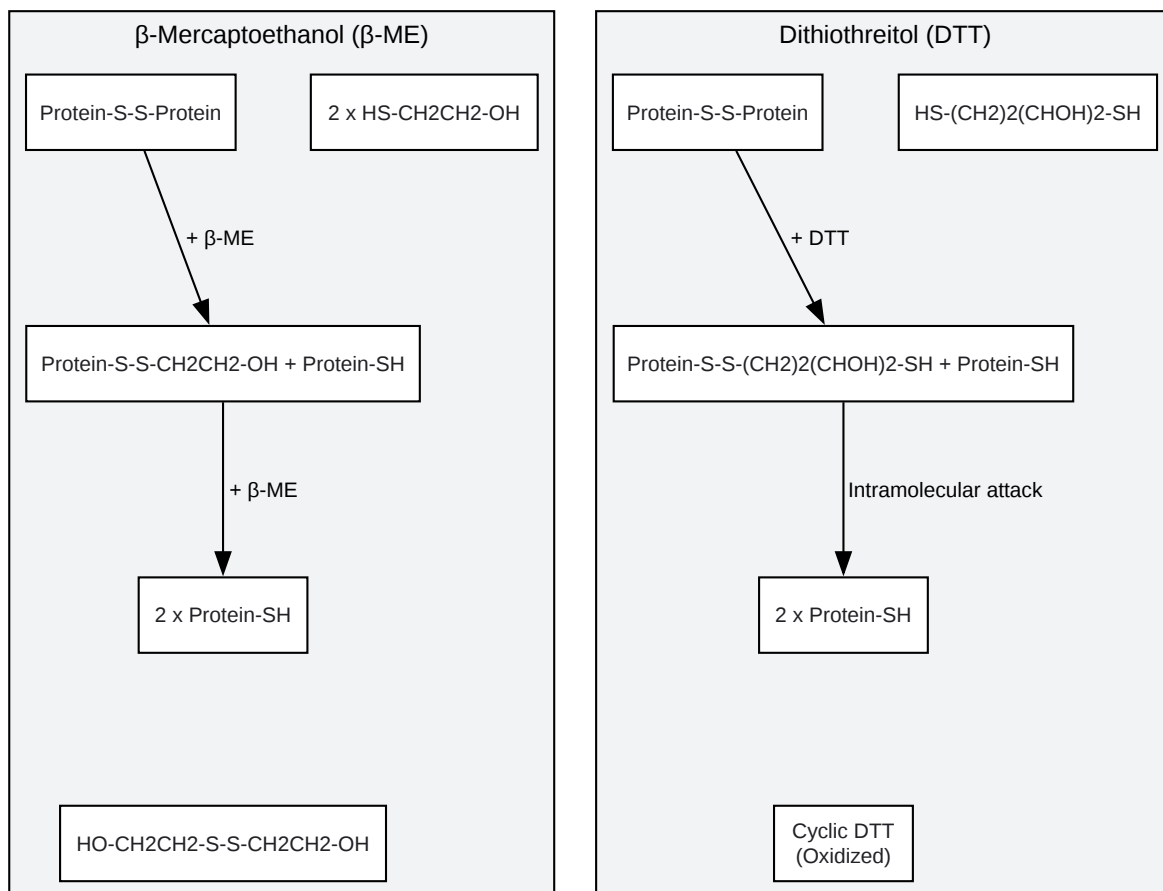 β-Mercaptoethanol (β-ME)
Protein-S-S-Protein
2 x HS-CH2CH2-OH
+ β-ME
Protein-S-S-CH2CH2-OH + Protein-SH
+ β-ME
2 x Protein-SH
HO-CH2CH2-S-S-CH2CH2-OH
Dithiothreitol (DTT)
Protein-S-S-Protein
HS-(CH2)2(CHOH)2-SH
+ DTT
Protein-S-S-(CH2)2(CHOH)2-SH + Protein-SH
Intramolecular attack
2 x Protein-SH
Cyclic DTT
(Oxidized)